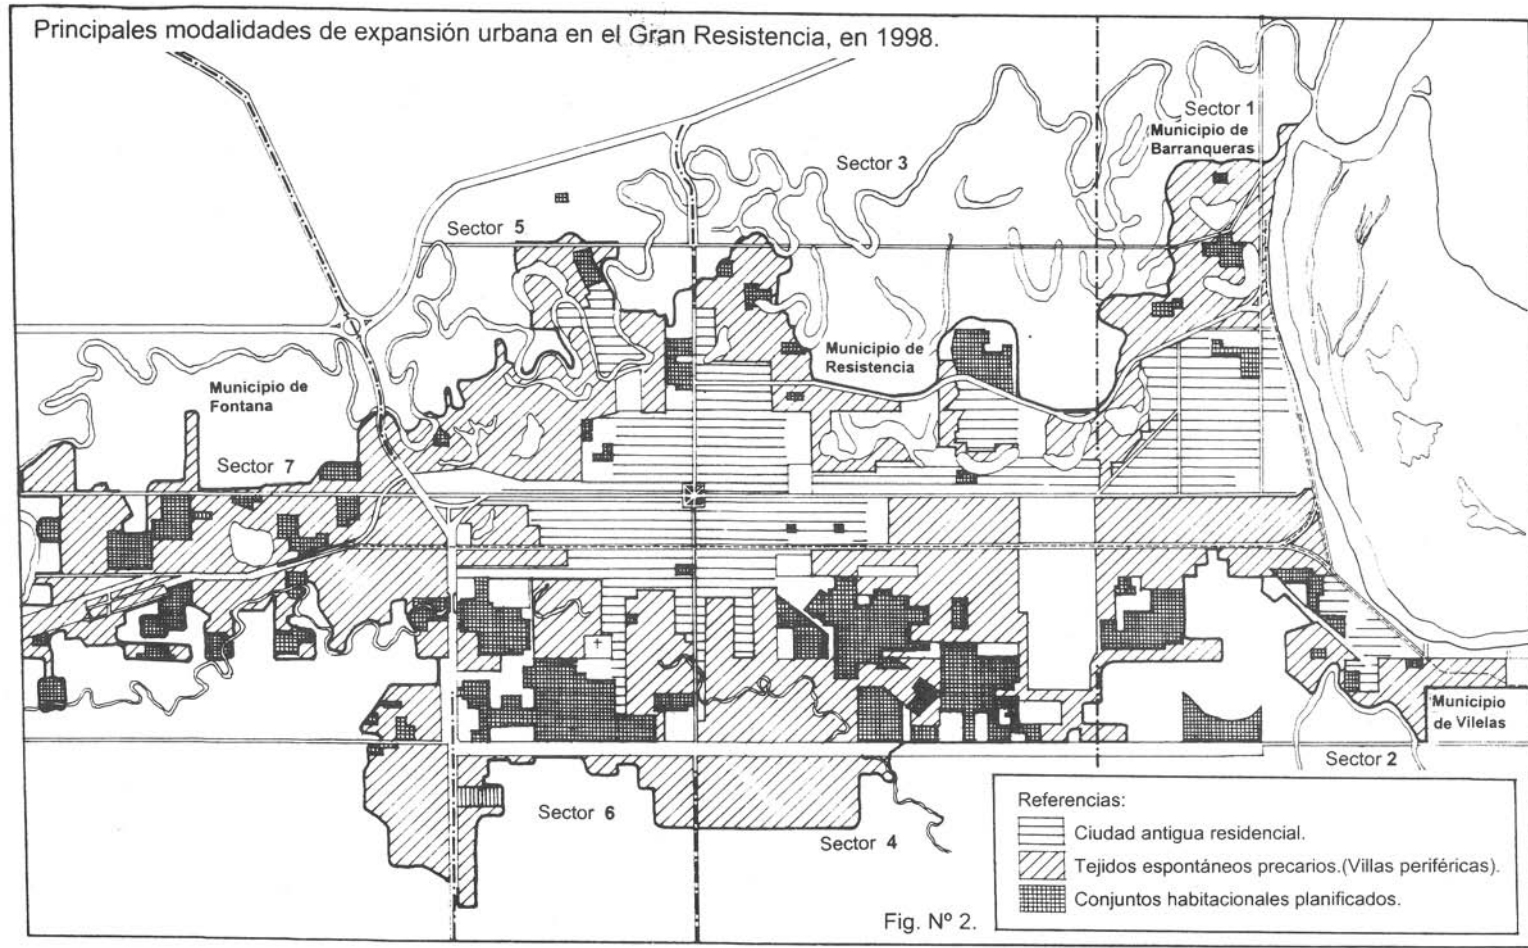 Principales modalidades de expansión urbana en el Gran Resistencia, en 1998.
Sector 1
Municipio de
Barranqueras
Sector 3
Sector 5
Municipio de
Resistencia
Municipio de
Fontana
Sector 7
Municipio
de Vilelas
Sector 2
Sector 6
Sector 4
Referencias:
Ciudad antigua residencial.
Tejidos espontáneos precarios.(Villas periféricas).
Conjuntos habitacionales planificados.
Fig. Nº 2.